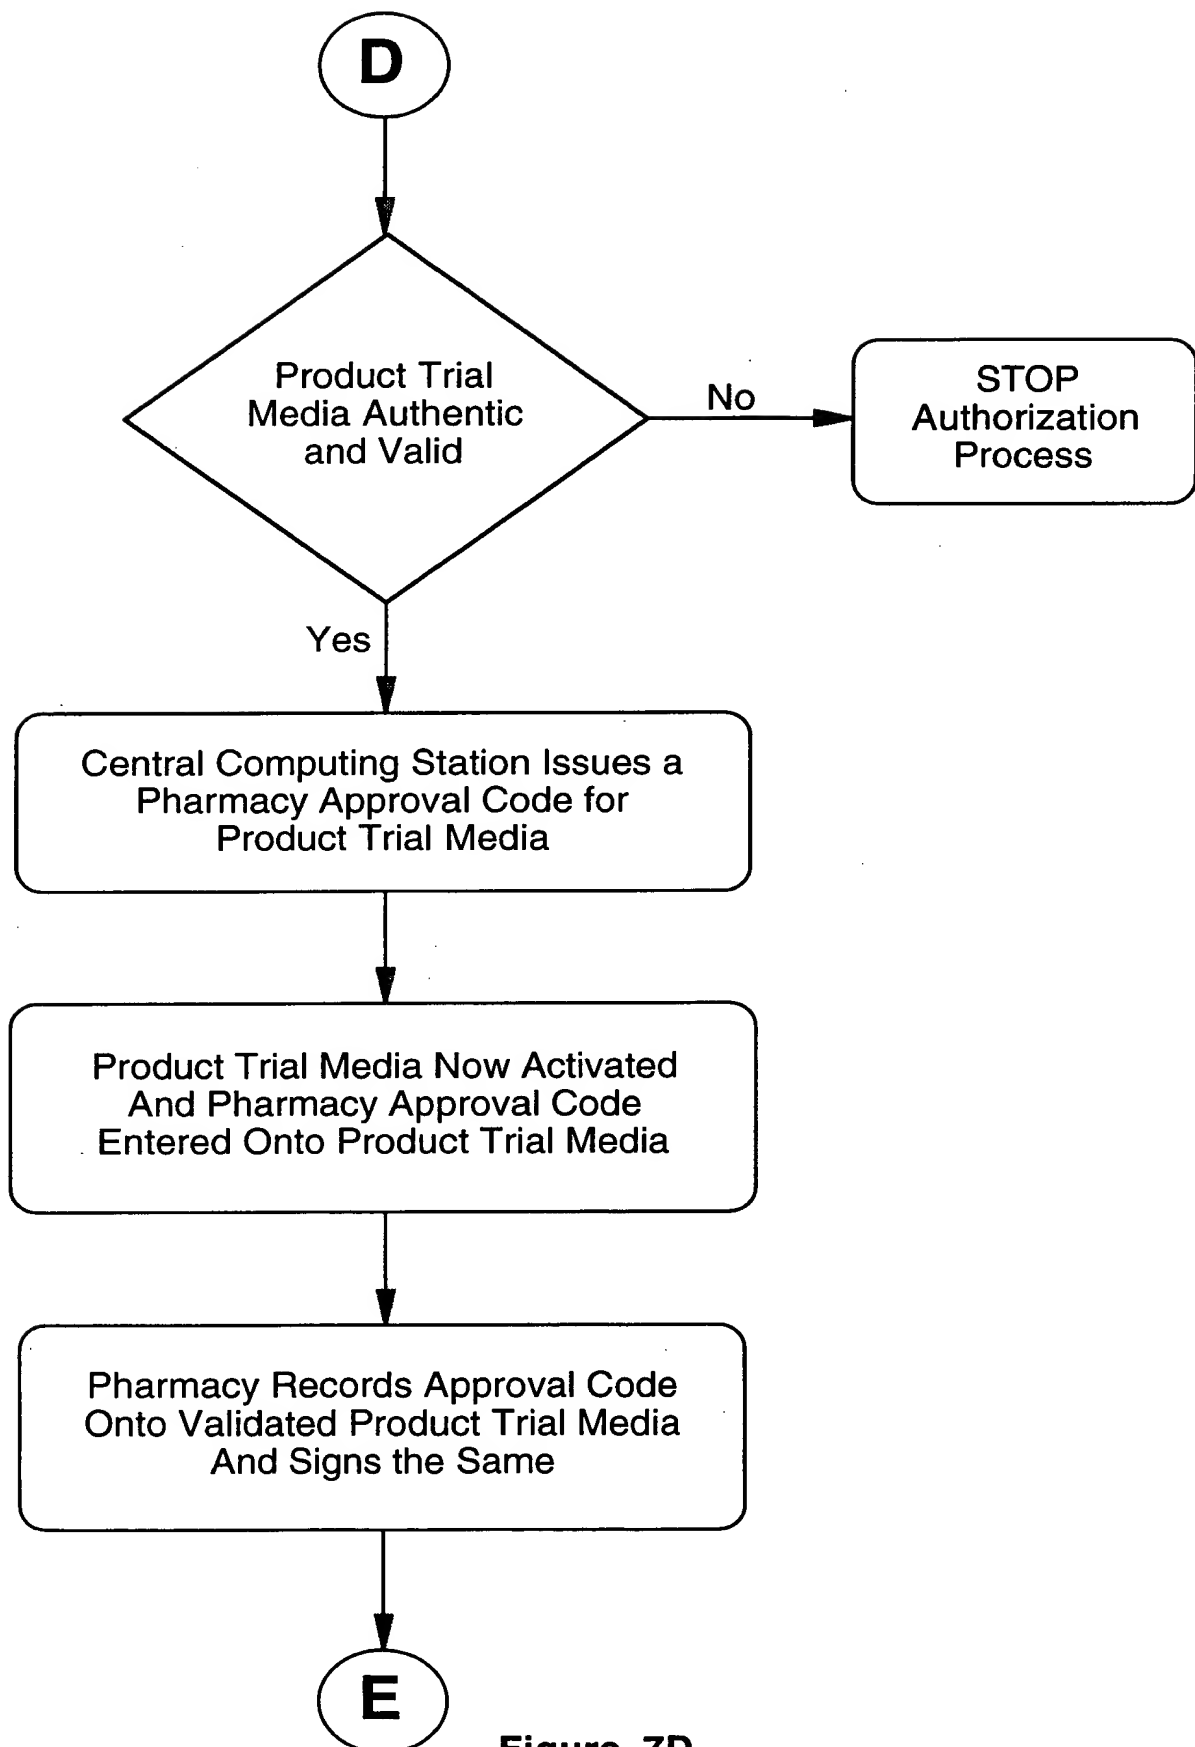 D
Product Trial
Media Authentic
and Valid
No
STOP
Authorization
Process
Yes
Central Computing Station Issues a
Pharmacy Approval Code for
Product Trial Media
Product Trial Media Now Activated
And Pharmacy Approval Code
Entered Onto Product Trial Media
Pharmacy Records Approval Code
Onto Validated Product Trial Media
And Signs the Same
E
Figure 7D